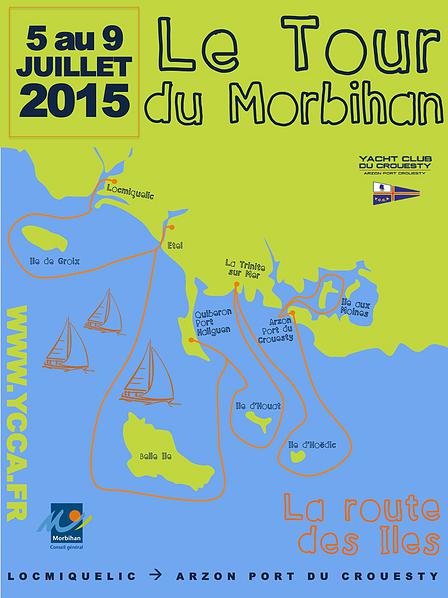 5 au 9
JUILLET
2015
Le Tour
du Morbihan
YACHT CLUB
DU CROUESTY
ARZON PORT CROUESTY
Y C C A
Locmiquelic
Etel
Ile de Groix
La Trinite
sur Mer
Quiberon
Port
Haliguen
Arzon
Port du
Crouesty
Ile aux
Moines
Ile d'Houat
Ile d'Hoëdic
Belle Ile
WWW.YCCA.FR
Morbihan
Conseil général
La route
des Iles
LOCMIQUELIC → ARZON PORT DU CROUESTY